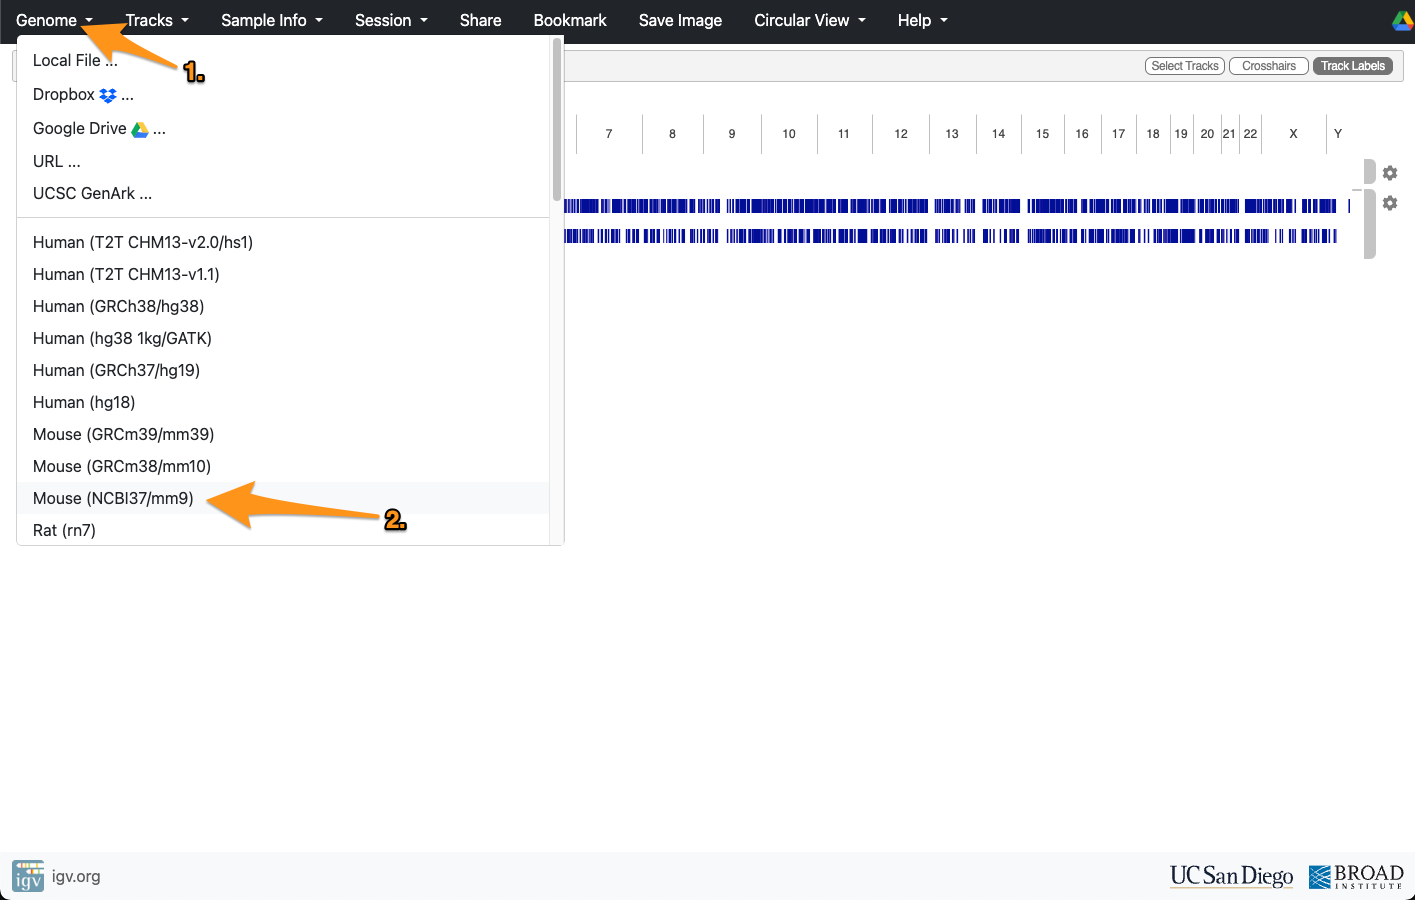 Genome Tracks Sample Info Session Share Bookmark Save Image Circular View Help
1.
Local File ...
Dropbox ...
Google Drive ...
URL ...
UCSC GenArk ...
Human (T2T CHM13-v2.0/hs1)
Human (T2T CHM13-v1.1)
Human (GRCh38/hg38)
Human (hg38 1kg/GATK)
Human (GRCh37/hg19)
Human (hg18)
Mouse (GRCm39/mm39)
Mouse (GRCm38/mm10)
Mouse (NCBI37/mm9)
2.
Rat (rn7)
Select Tracks Crosshairs Track Labels
7 8 9 10 11 12 13 14 15 16 17 18 19 20 21 22 X Y
igv igv.org
UC San Diego
BROAD
INSTITUTE